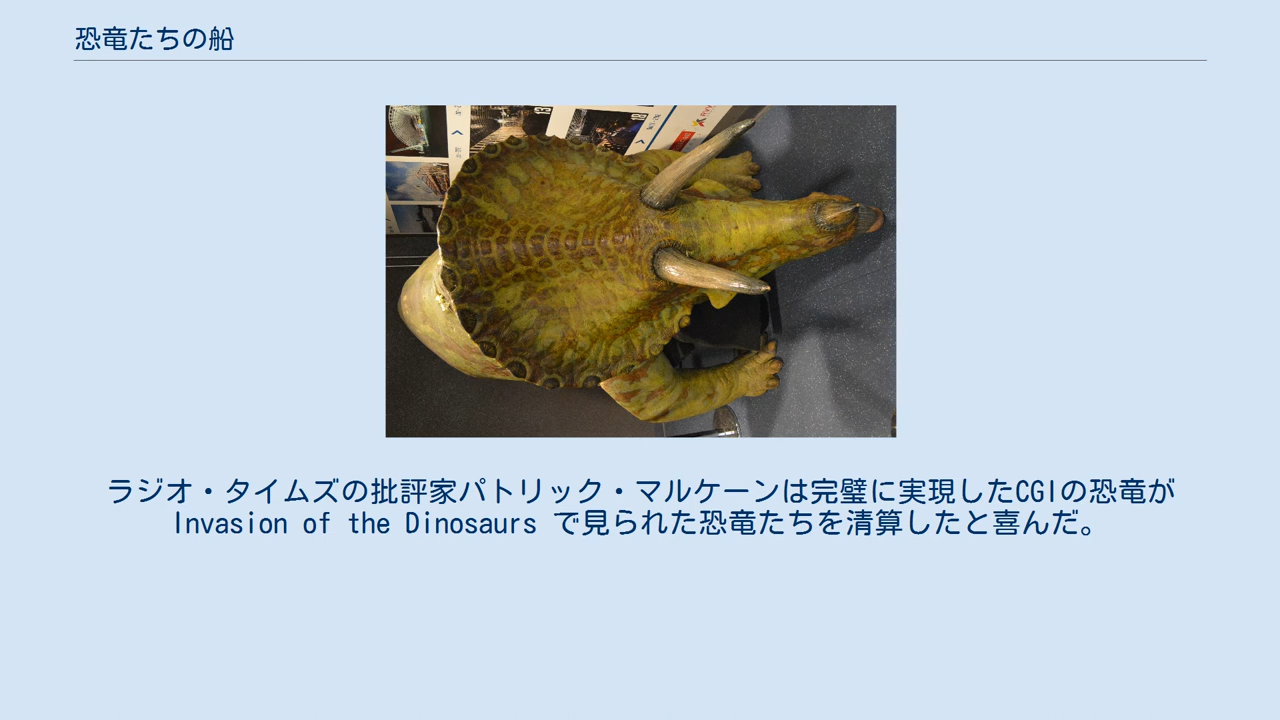 恐竜たちの船
ラジオ・タイムズの批評家パトリック・マルケーンは完璧に実現したCGIの恐竜が
Invasion of the Dinosaurs で見られた恐竜たちを清算したと喜んだ。